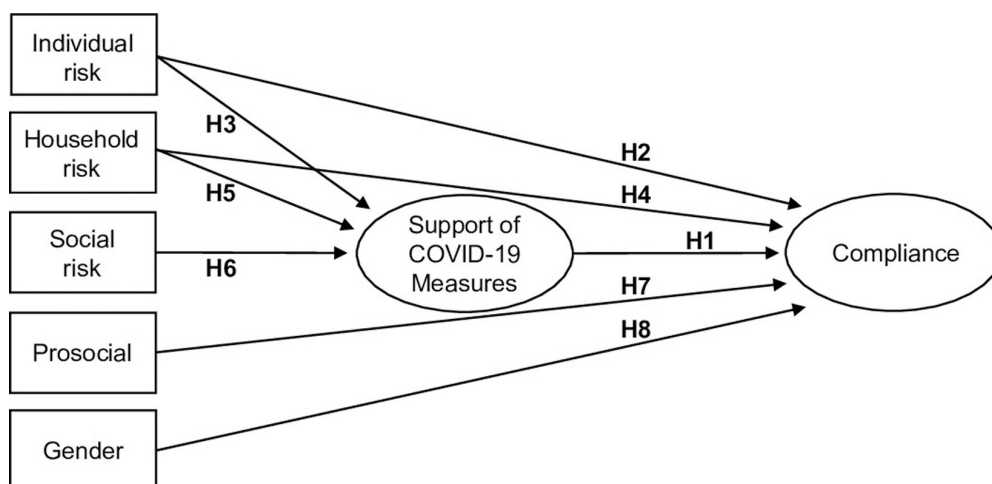 Individual
risk
Household
risk
Social
risk
Prosocial
Gender
H3
H5
H6
Support of
COVID-19
Measures
H2
H4
H1
H7
H8
Compliance